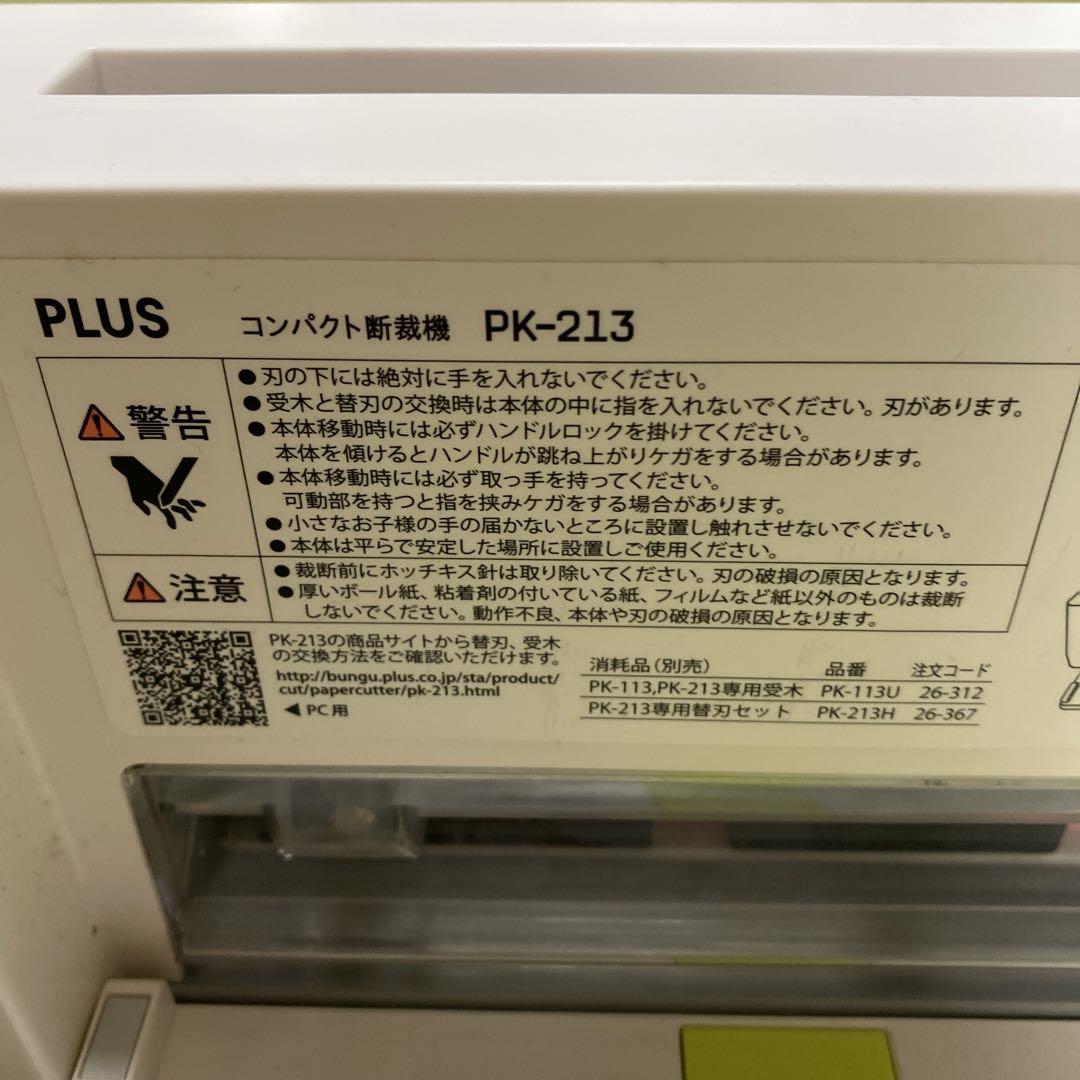 PLUS コンパクト断裁機 PK-213
警告
●刃の下には絶対に手を入れないでください。
●受木と替刃の交換時は本体の中に指を入れないでください。刃があります。
●本体移動時には必ずハンドルロックを掛けてください。
本体を傾けるとハンドルが跳ね上がりケガをする場合があります。
●本体移動時には必ず取っ手を持ってください。
可動部を持つと指を挟みケガをする場合があります。
●小さなお子様の手の届かないところに設置し触れさせないでください。
●本体は平らで安定した場所に設置しご使用ください。
注意
●裁断前にホッチキス針は取り除いてください。刃の破損の原因となります。
●厚いボール紙、粘着剤の付いている紙、フィルムなど紙以外のものは裁断
しないでください。動作不良、本体や刃の破損の原因となります。
PK-213の商品サイトから替刃、受木
の交換方法をご確認いただけます。
http://bungu.plus.co.jp/sta/product/
cut/papercutter/pk-213.html
◀PC用
消耗品(別売) 品番 注文コード
PK-113,PK-213専用受木 PK-113U 26-312
PK-213専用替刃セット PK-213H 26-367